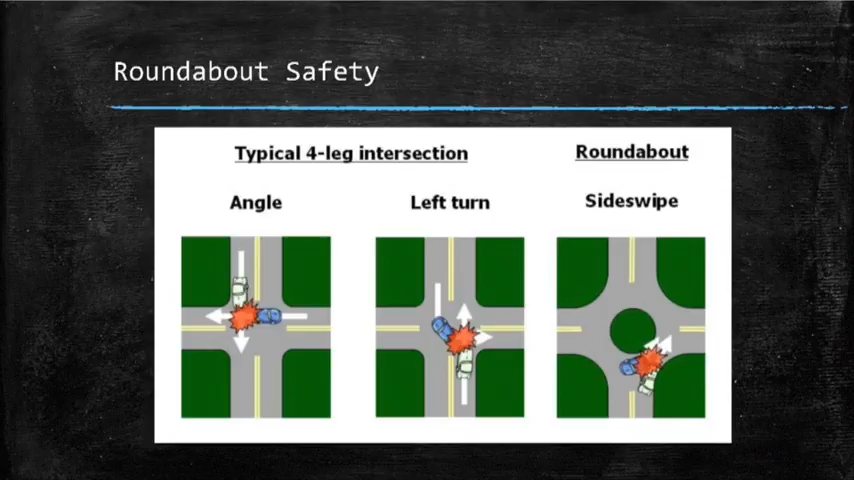 Roundabout Safety
Typical 4-leg intersection
Roundabout
Angle
Left turn
Sideswipe